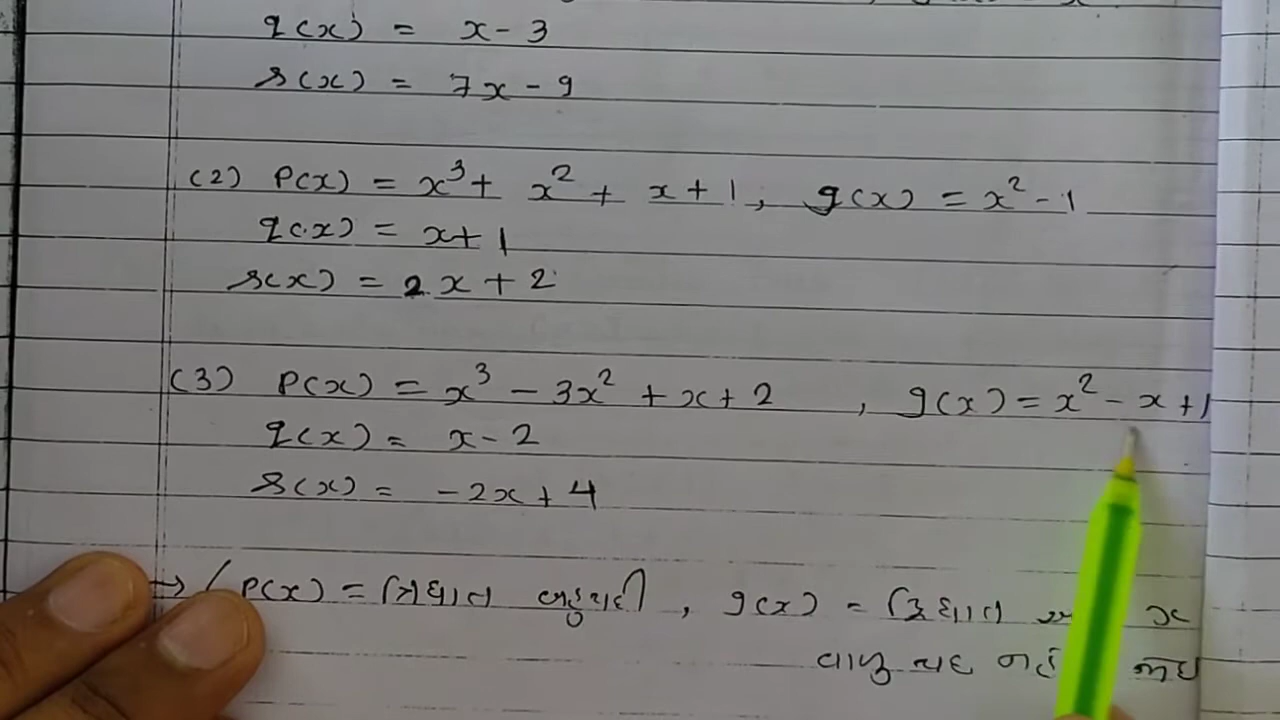 q(x) = x - 3
r(x) = 7x - 9
(2) P(x) = x³ + x² + x + 1, g(x) = x² - 1
q(x) = x + 1
r(x) = 2x + 2
(3) P(x) = x³ - 3x² + x + 2 , g(x) = x² - x + 1
q(x) = x - 2
r(x) = -2x + 4
→ P(x) = ત્રિઘાત બહુપદી, g(x) = દ્વિઘાત